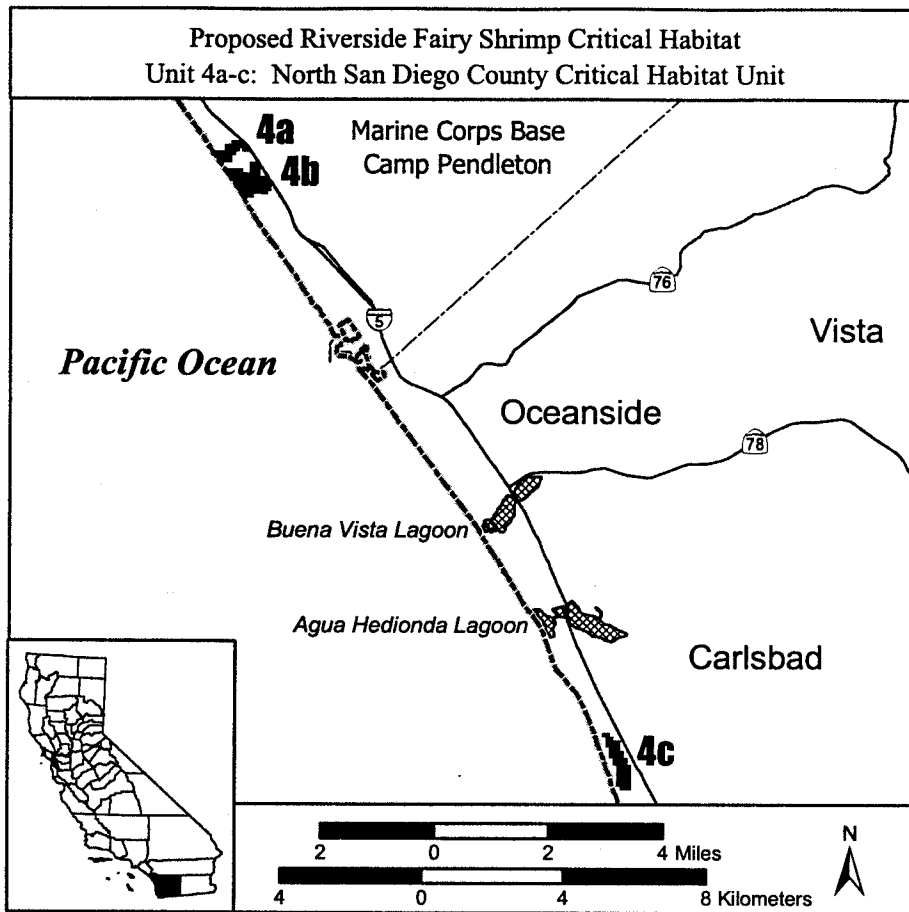 Proposed Riverside Fairy Shrimp Critical Habitat
Unit 4a-c: North San Diego County Critical Habitat Unit
4a
4b
Marine Corps Base
Camp Pendleton
76
5
Vista
Pacific Ocean
Oceanside
78
Buena Vista Lagoon
Agua Hedionda Lagoon
Carlsbad
4c
2 0 2 4 Miles
4 0 4 8 Kilometers
N